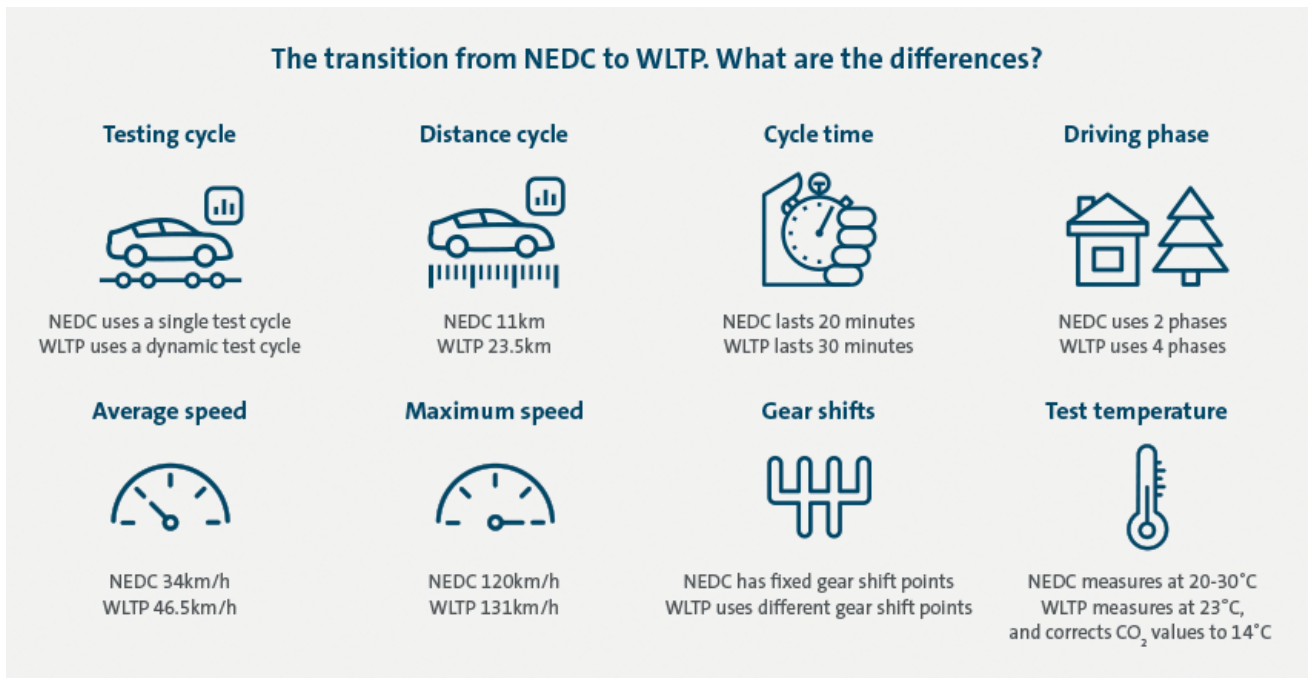 The transition from NEDC to WLTP. What are the differences?
Testing cycle
NEDC uses a single test cycle
WLTP uses a dynamic test cycle
Distance cycle
NEDC 11km
WLTP 23.5km
Cycle time
NEDC lasts 20 minutes
WLTP lasts 30 minutes
Driving phase
NEDC uses 2 phases
WLTP uses 4 phases
Average speed
NEDC 34km/h
WLTP 46.5km/h
Maximum speed
NEDC 120km/h
WLTP 131km/h
Gear shifts
NEDC has fixed gear shift points
WLTP uses different gear shift points
Test temperature
NEDC measures at 20-30°C
WLTP measures at 23°C,
and corrects CO₂ values to 14°C